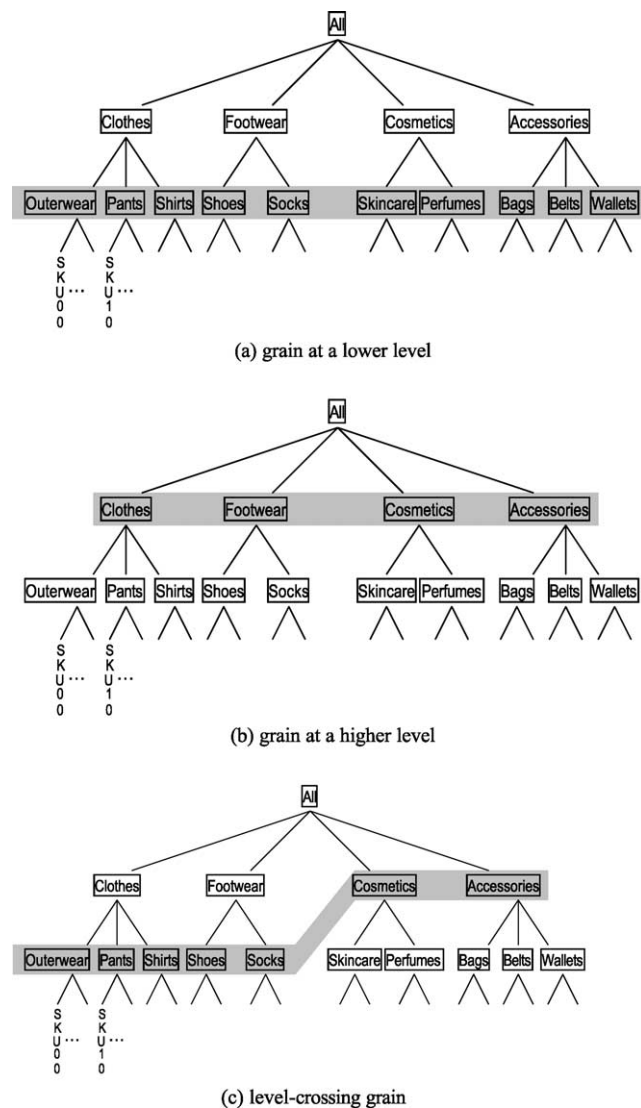 All
Clothes Footwear Cosmetics Accessories
Outerwear Pants Shirts Shoes Socks Skincare Perfumes Bags Belts Wallets
S S
K K
U ... U ...
0 1
0 0
(a) grain at a lower level
All
Clothes Footwear Cosmetics Accessories
Outerwear Pants Shirts Shoes Socks Skincare Perfumes Bags Belts Wallets
S S
K K
U ... U ...
0 1
0 0
(b) grain at a higher level
All
Clothes Footwear Cosmetics Accessories
Outerwear Pants Shirts Shoes Socks Skincare Perfumes Bags Belts Wallets
S S
K K
U ... U ...
0 1
0 0
(c) level-crossing grain